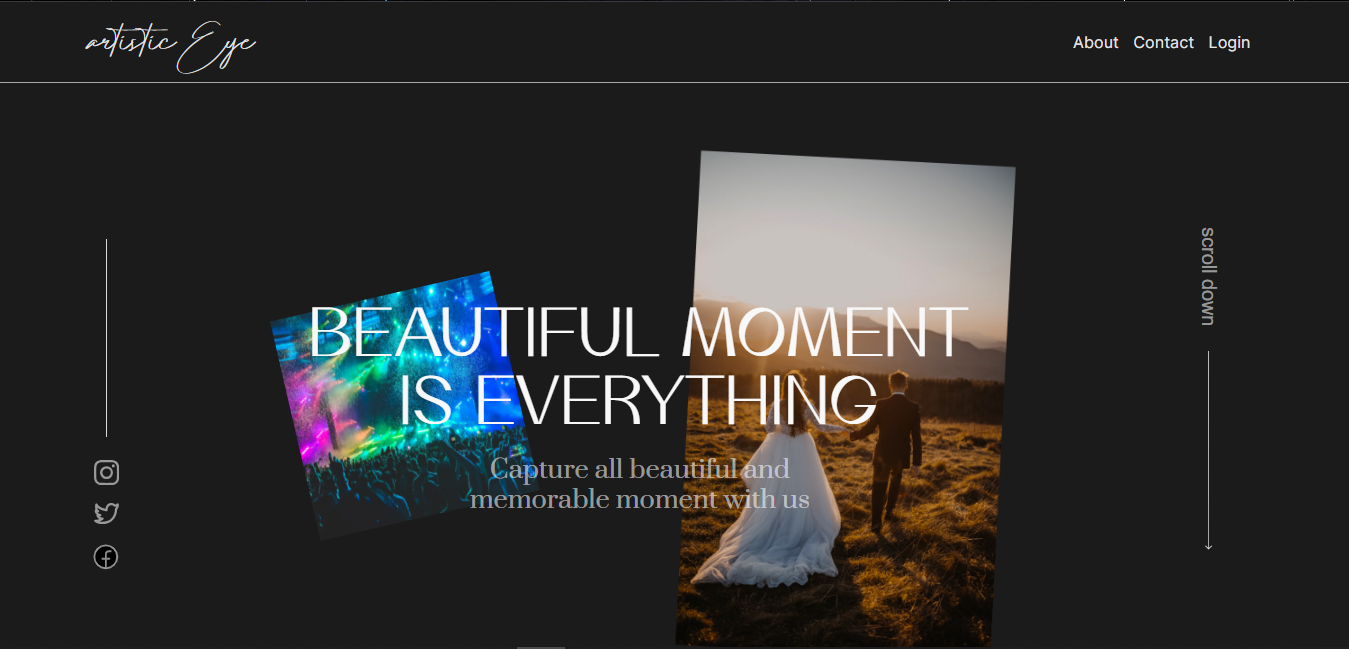 artistic Eye
About Contact Login
scroll down
BEAUTIFUL MOMENT
IS EVERYTHING
Capture all beautiful and
memorable moment with us